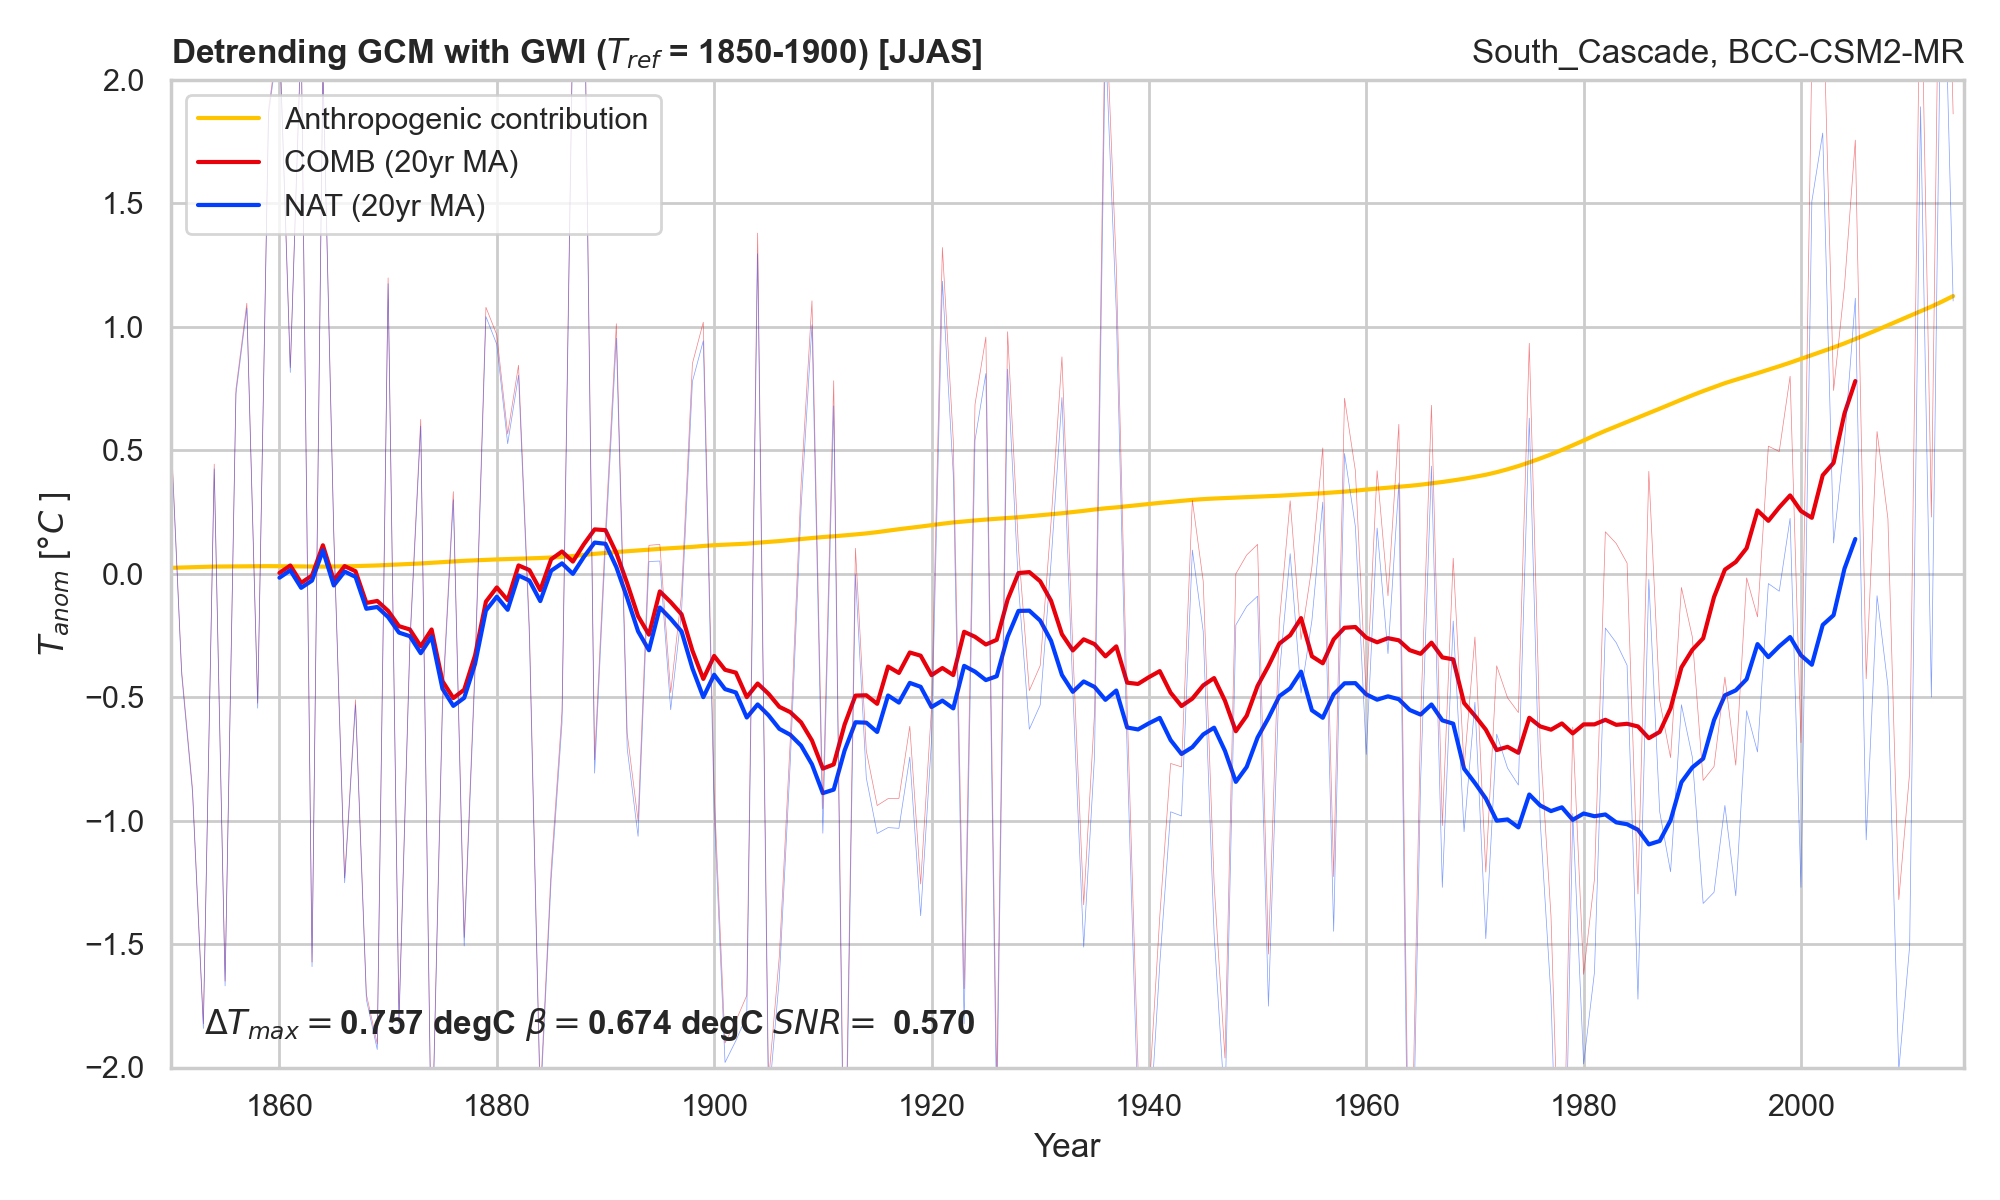 Detrending GCM with GWI (T_ref = 1850-1900) [JJAS]
South_Cascade, BCC-CSM2-MR
Anthropogenic contribution
COMB (20yr MA)
NAT (20yr MA)
2.0
1.5
1.0
0.5
0.0
−0.5
−1.0
−1.5
−2.0
T_anom [°C]
ΔT_max = 0.757 degC β = 0.674 degC SNR = 0.570
1860 1880 1900 1920 1940 1960 1980 2000
Year